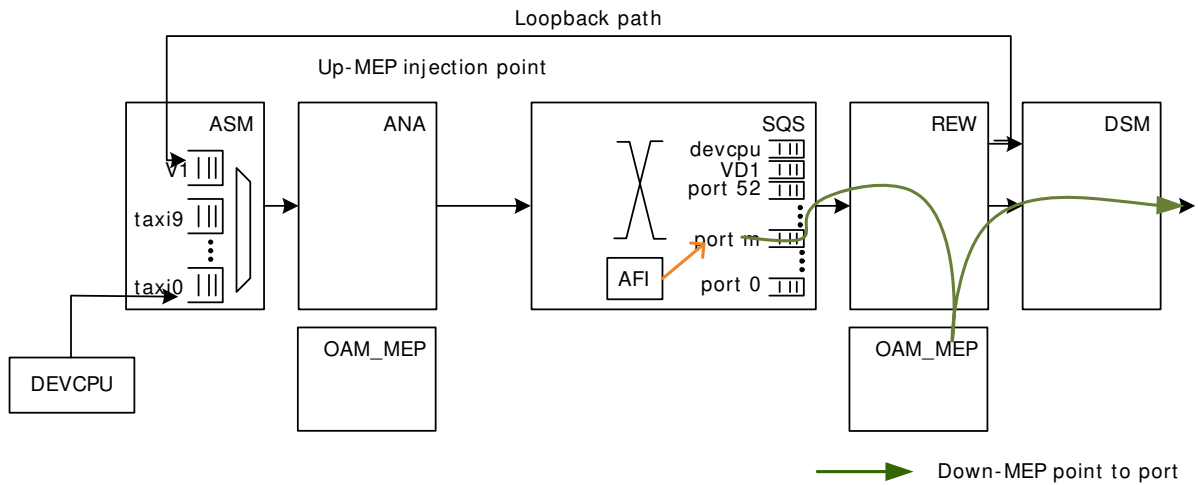 Loopback path
Up-MEP injection point
ASM
ANA
SQS
REW
DSM
V1
taxi9
taxi0
devcpu
VD1
port 52
port m
port 0
AFI
DEVCPU
OAM_MEP
OAM_MEP
Down-MEP point to port